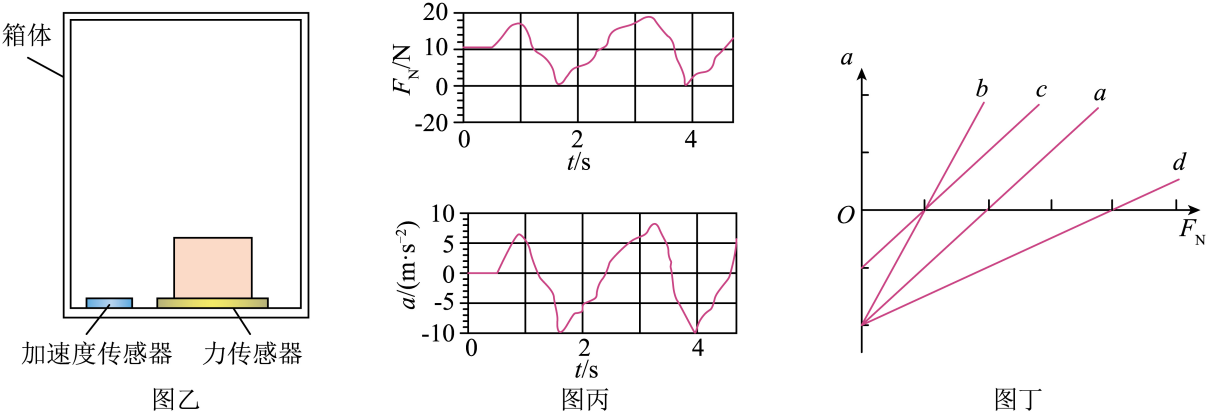 箱体
加速度传感器
力传感器
图乙
F_N/N
20
10
0
-20
0
2
4
t/s
a/(m·s⁻²)
10
5
0
-5
-10
0
2
4
t/s
图丙
a
b
c
a
d
O
F_N
图丁